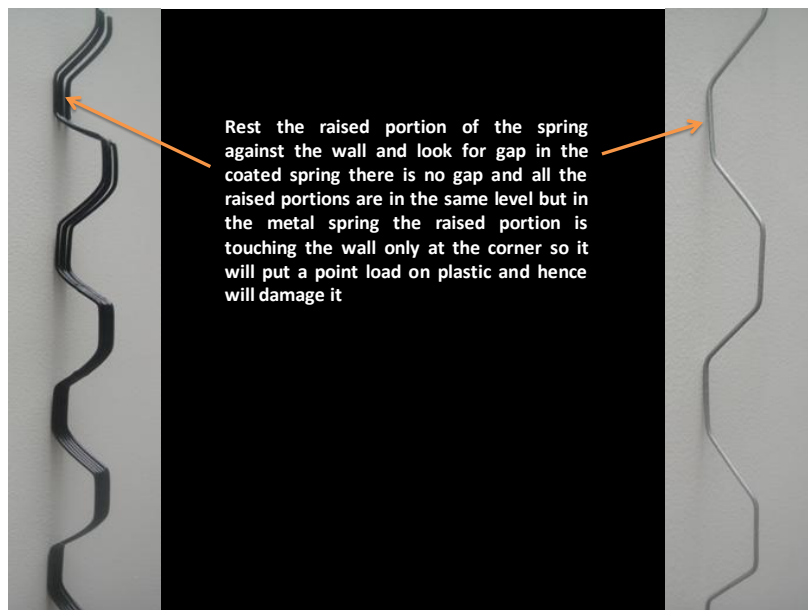 Rest the raised portion of the spring
against the wall and look for gap in the
coated spring there is no gap and all the
raised portions are in the same level but in
the metal spring the raised portion is
touching the wall only at the corner so it
will put a point load on plastic and hence
will damage it